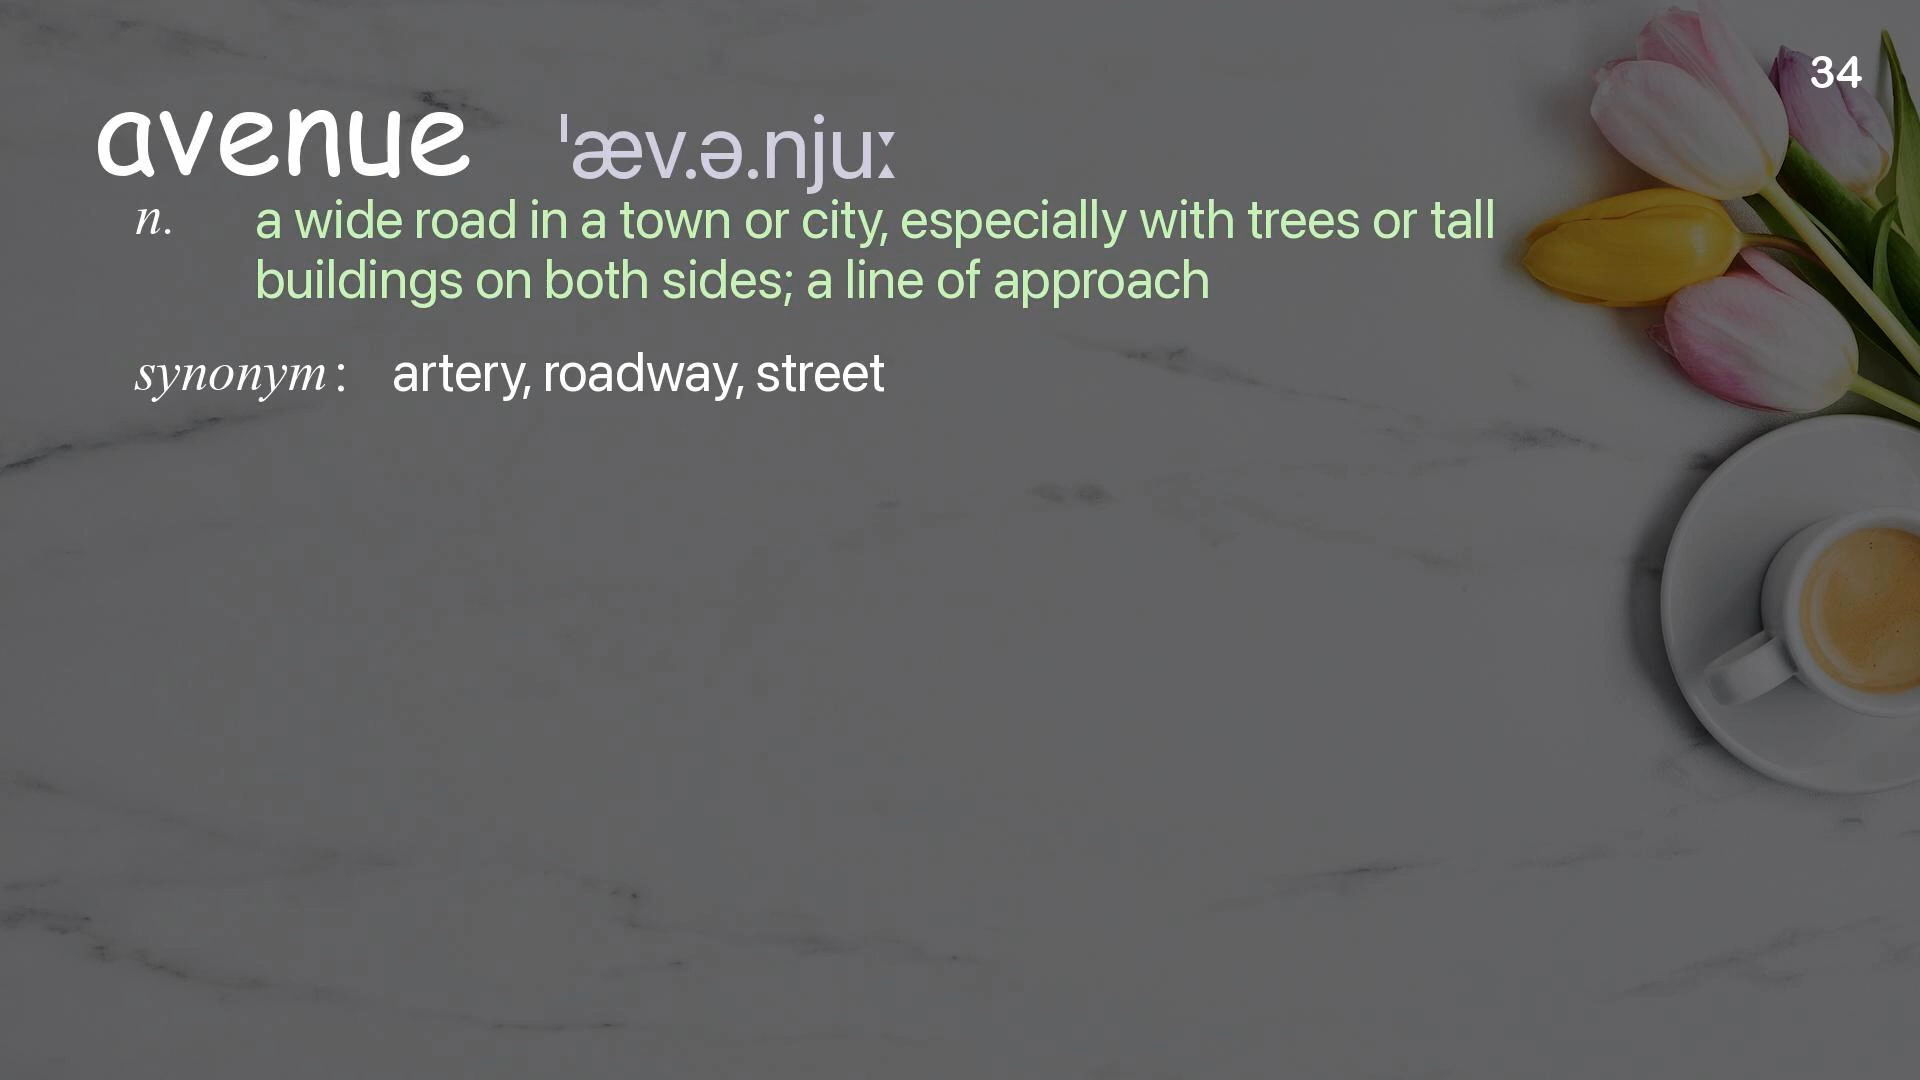 34
avenue ˈæv.ə.njuː
n. a wide road in a town or city, especially with trees or tall
buildings on both sides; a line of approach
synonym: artery, roadway, street